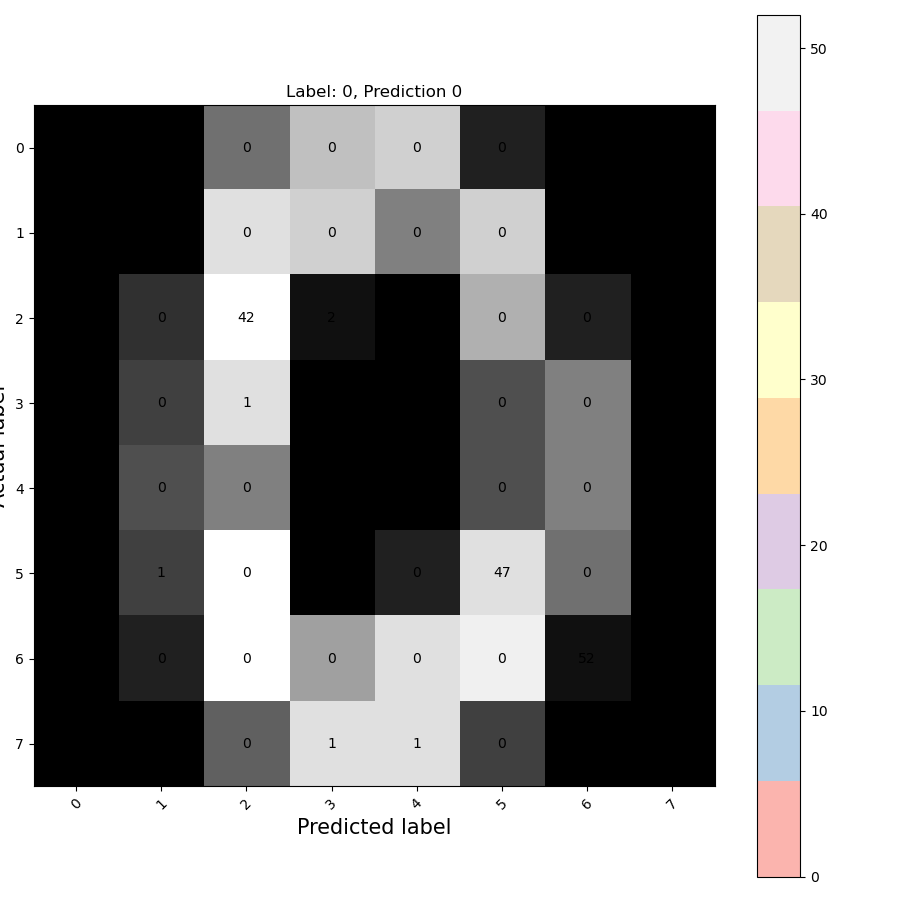 Label: 0, Prediction 0
50
40
30
20
10
0
0 0 0 0 0
1 0 0 0 0
2 0 42 2 0 0
3 0 1 0 0
4 0 0 0 0
5 1 0 0 47 0
6 0 0 0 0 0 52
7 0 1 1 0
0 1 2 3 4 5 6 7
Predicted label
Actual label